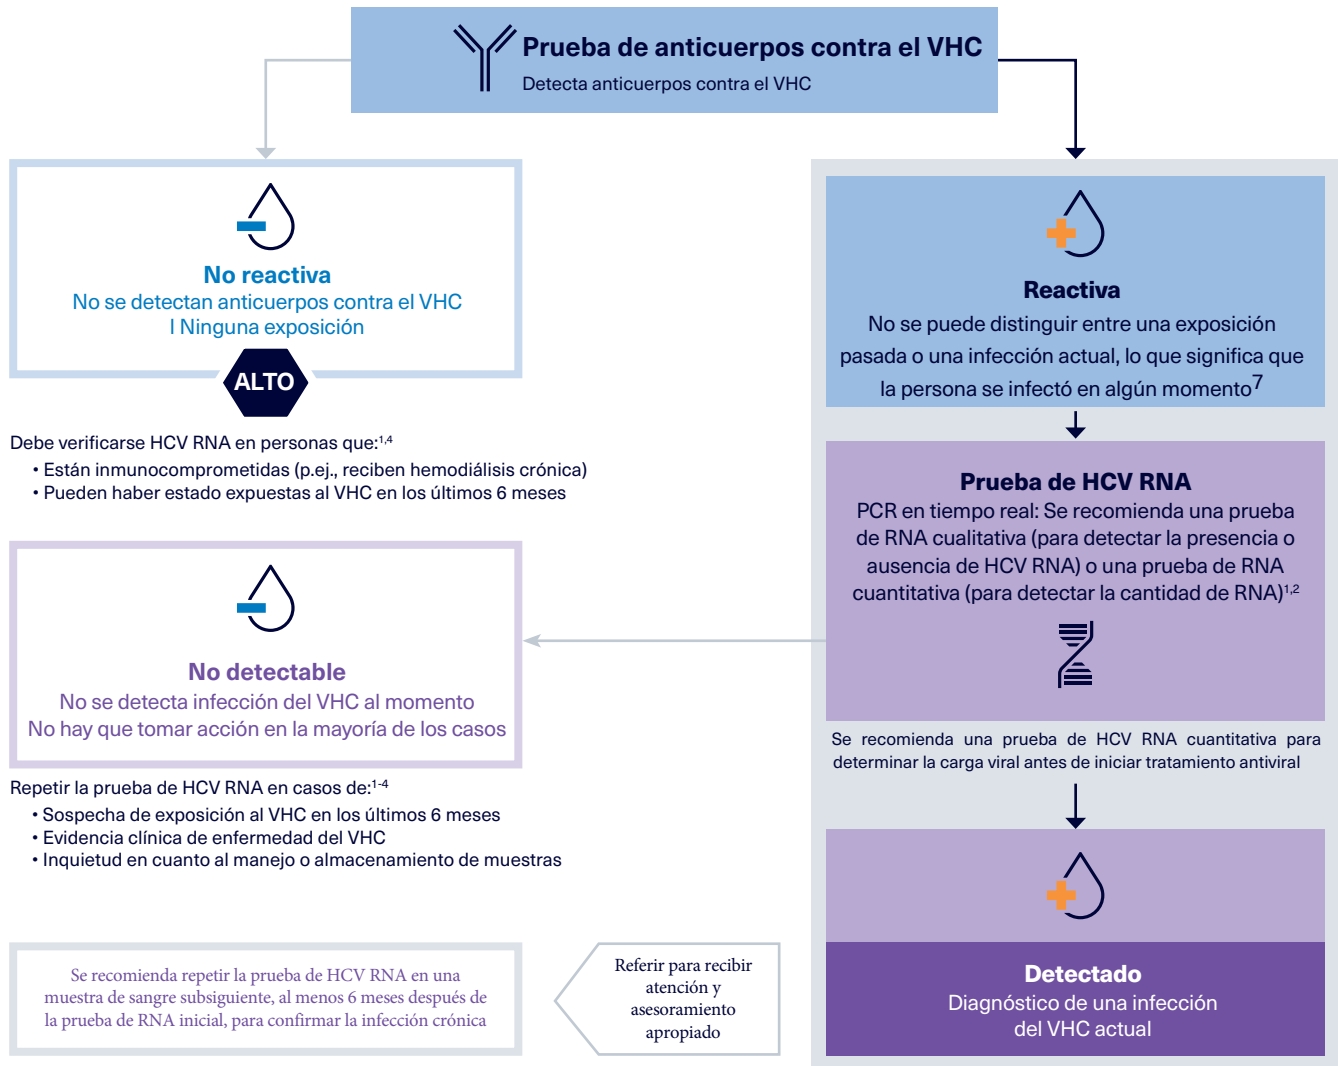 Prueba de anticuerpos contra el VHC
Detecta anticuerpos contra el VHC
No reactiva
No se detectan anticuerpos contra el VHC
I Ninguna exposición
ALTO
Debe verificarse HCV RNA en personas que:1,4
• Están inmunocomprometidas (p.ej., reciben hemodiálisis crónica)
• Pueden haber estado expuestas al VHC en los últimos 6 meses
Reactiva
No se puede distinguir entre una exposición
pasada o una infección actual, lo que significa que
la persona se infectó en algún momento7
Prueba de HCV RNA
PCR en tiempo real: Se recomienda una prueba
de RNA cualitativa (para detectar la presencia o
ausencia de HCV RNA) o una prueba de RNA
cuantitativa (para detectar la cantidad de RNA)1,2
Se recomienda una prueba de HCV RNA cuantitativa para
determinar la carga viral antes de iniciar tratamiento antiviral
No detectable
No se detecta infección del VHC al momento
No hay que tomar acción en la mayoría de los casos
Repetir la prueba de HCV RNA en casos de:1-4
• Sospecha de exposición al VHC en los últimos 6 meses
• Evidencia clínica de enfermedad del VHC
• Inquietud en cuanto al manejo o almacenamiento de muestras
Detectado
Diagnóstico de una infección
del VHC actual
Referir para recibir
atención y
asesoramiento
apropiado
Se recomienda repetir la prueba de HCV RNA en una
muestra de sangre subsiguiente, al menos 6 meses después de
la prueba de RNA inicial, para confirmar la infección crónica